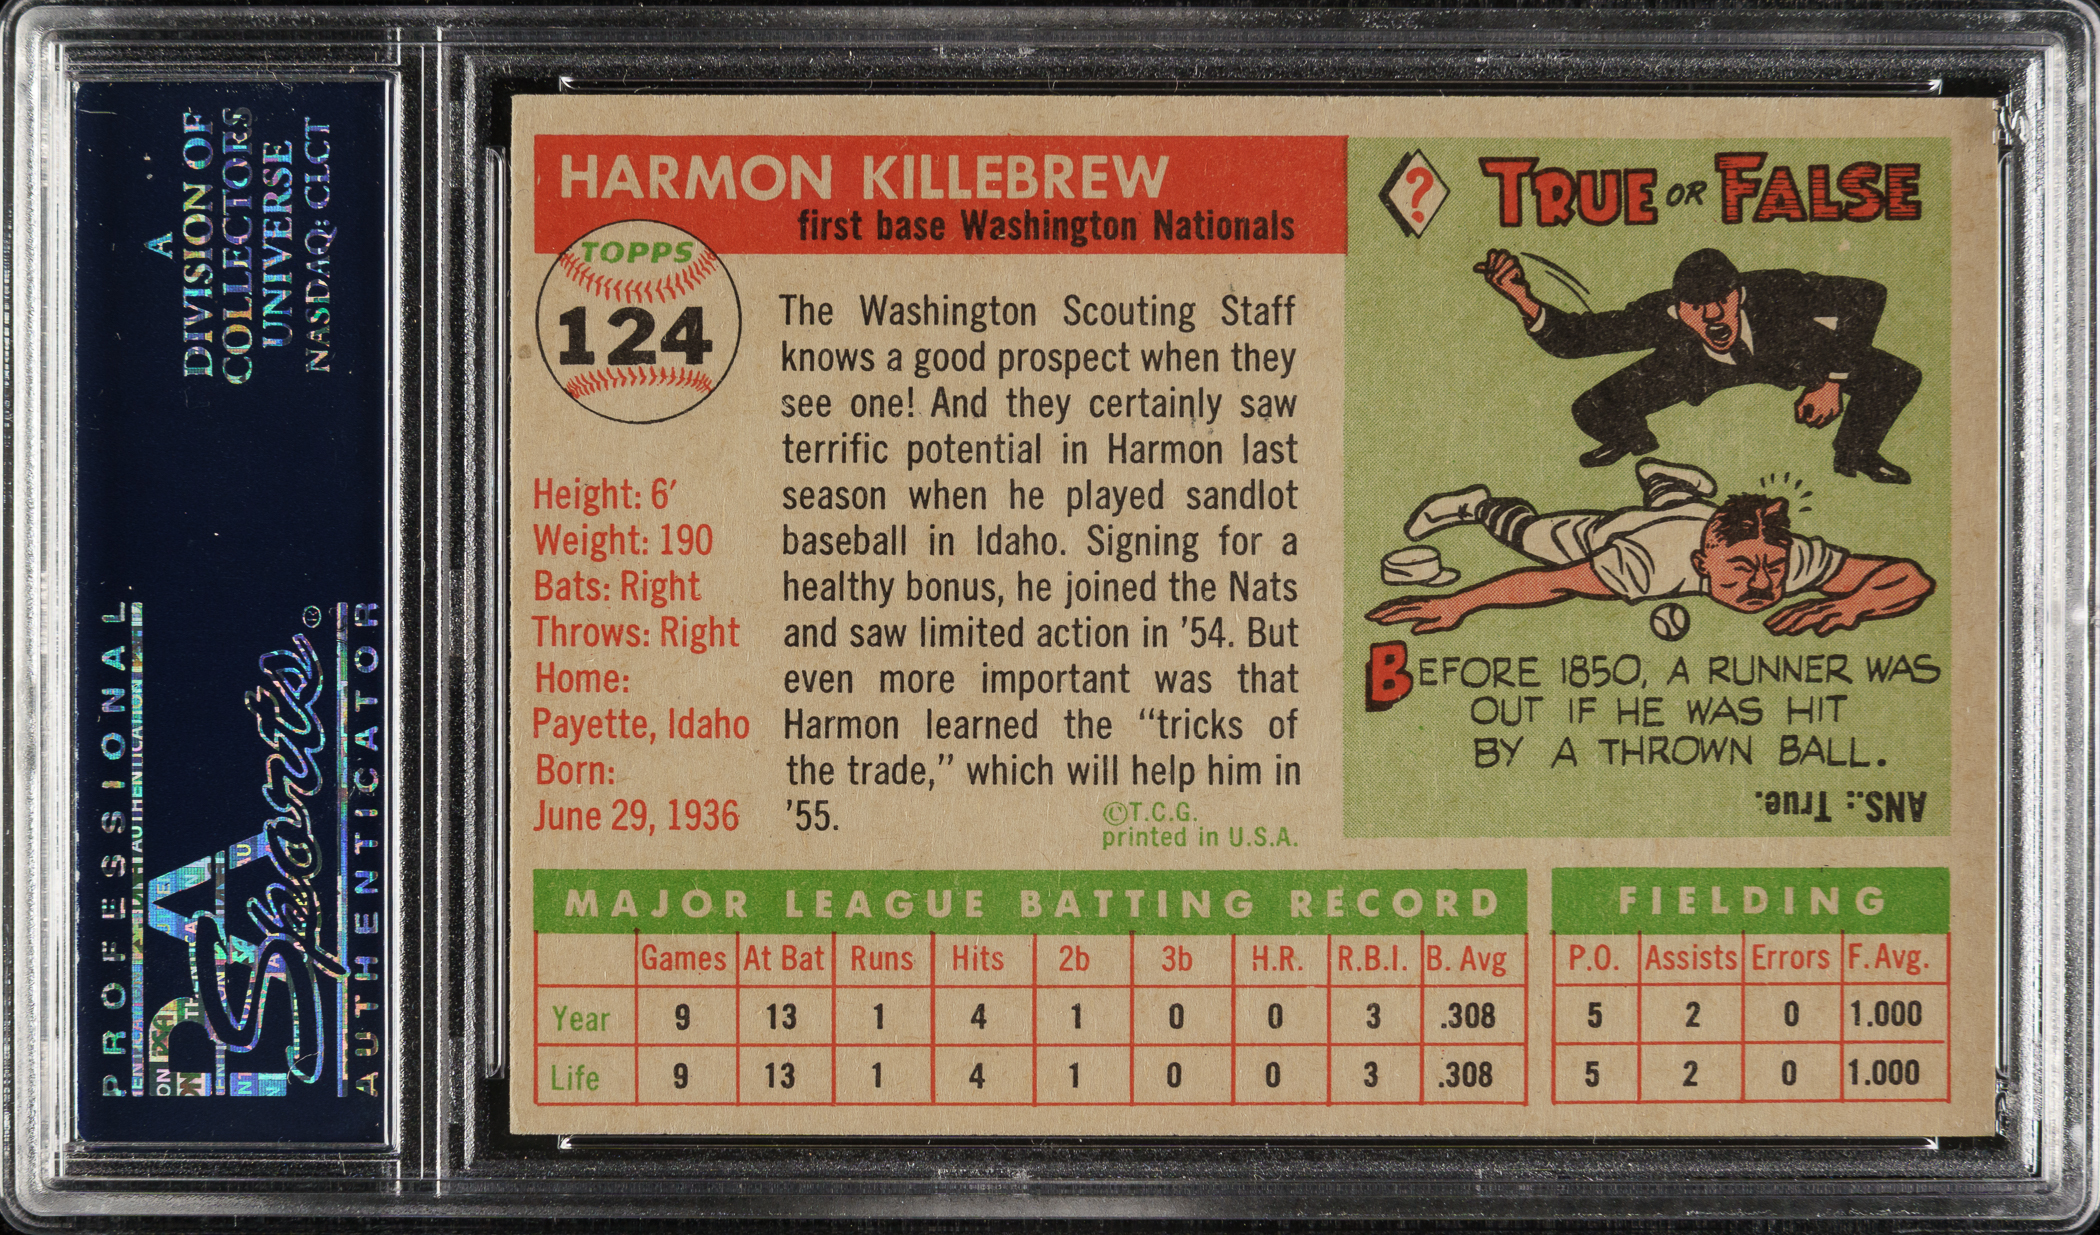 A
DIVISION OF
COLLECTORS
UNIVERSE
NASDAQ: CLCT
PROFESSIONAL
PSA
Sports®
AUTHENTICATOR
HARMON KILLEBREW
first base Washington Nationals
TOPPS
124
Height: 6′
Weight: 190
Bats: Right
Throws: Right
Home:
Payette, Idaho
Born:
June 29, 1936
The Washington Scouting Staff
knows a good prospect when they
see one! And they certainly saw
terrific potential in Harmon last
season when he played sandlot
baseball in Idaho. Signing for a
healthy bonus, he joined the Nats
and saw limited action in ’54. But
even more important was that
Harmon learned the “tricks of
the trade,” which will help him in
’55.
©T.C.G.
printed in U.S.A.
?
TRUE OR FALSE
BEFORE 1850, A RUNNER WAS
OUT IF HE WAS HIT
BY A THROWN BALL.
ANS.: True.
MAJOR LEAGUE BATTING RECORD
Games At Bat Runs Hits 2b 3b H.R. R.B.I. B. Avg
Year 9 13 1 4 1 0 0 3 .308
Life 9 13 1 4 1 0 0 3 .308
FIELDING
P.O. Assists Errors F. Avg.
5 2 0 1.000
5 2 0 1.000